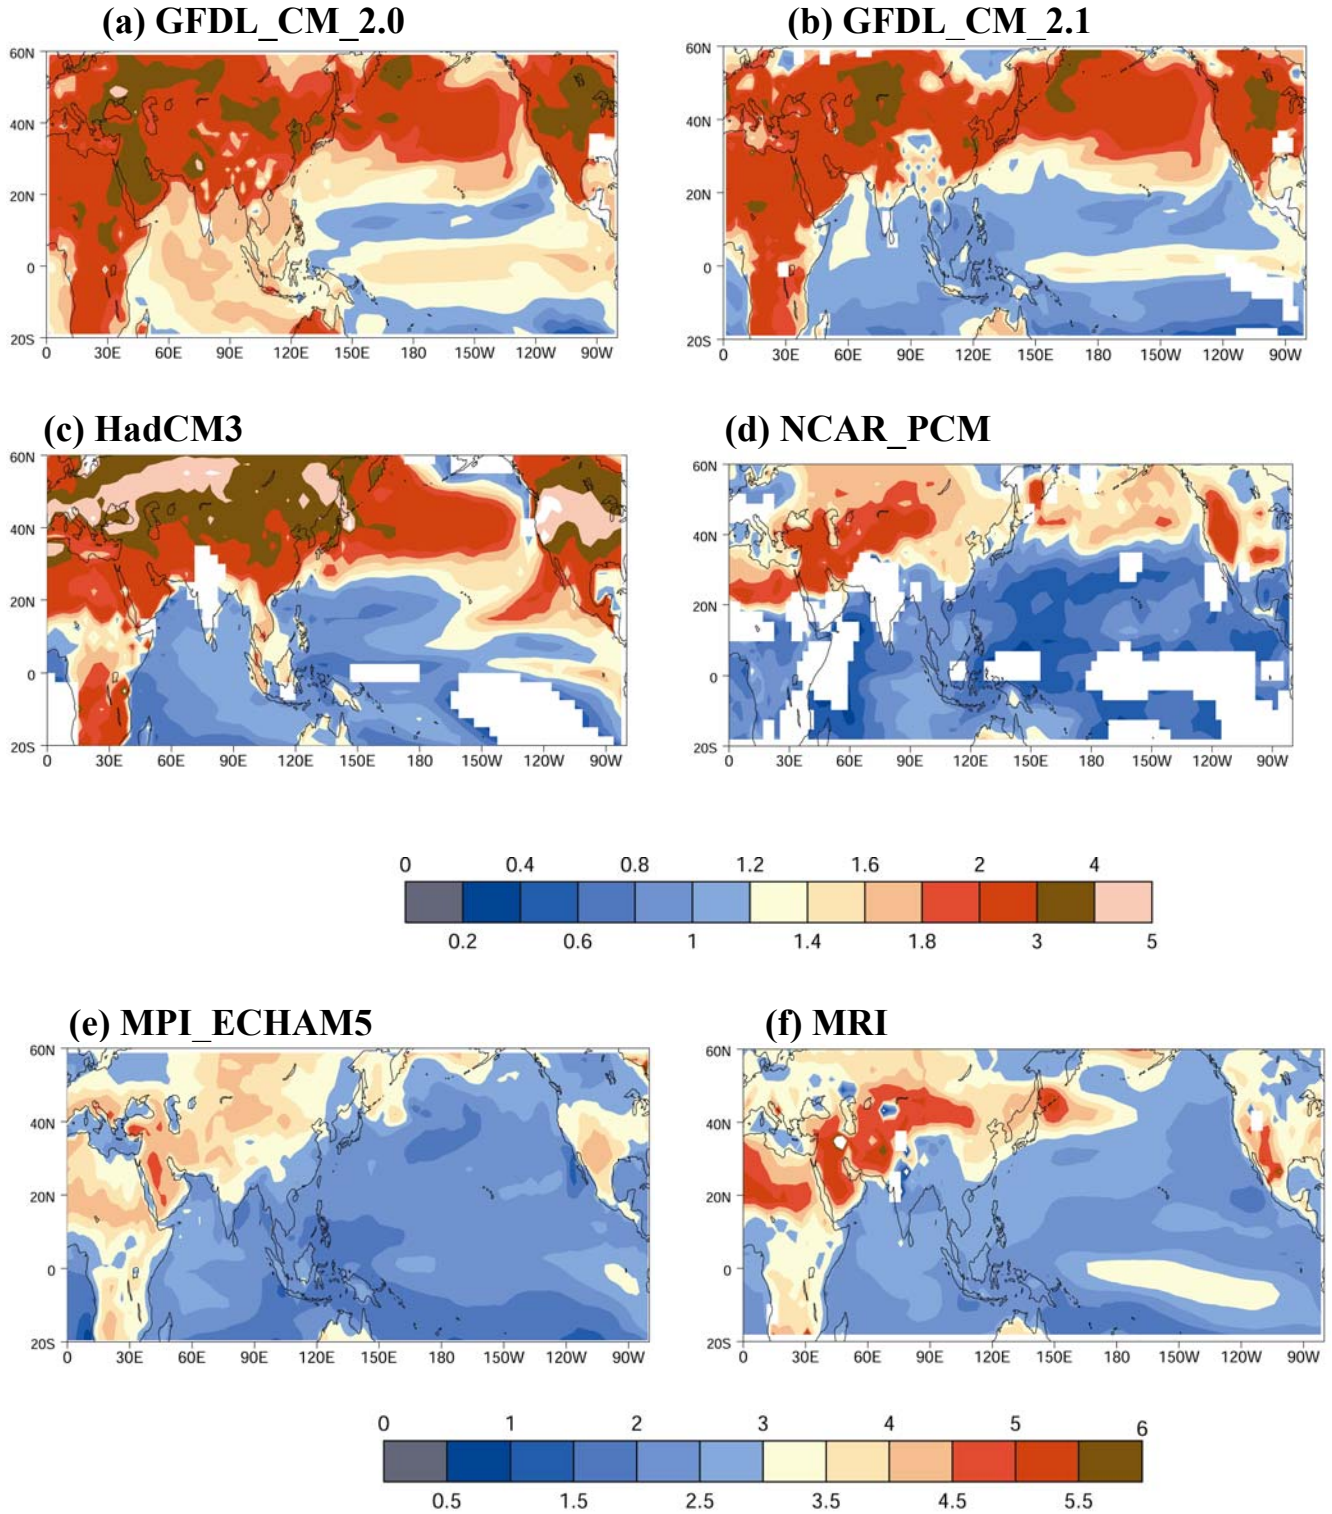 (a) GFDL_CM_2.0
(b) GFDL_CM_2.1
60N
40N
20N
0
20S
0 30E 60E 90E 120E 150E 180 150W 120W 90W
60N
40N
20N
0
20S
0 30E 60E 90E 120E 150E 180 150W 120W 90W
(c) HadCM3
(d) NCAR_PCM
60N
40N
20N
0
20S
0 30E 60E 90E 120E 150E 180 150W 120W 90W
60N
40N
20N
0
20S
0 30E 60E 90E 120E 150E 180 150W 120W 90W
0 0.4 0.8 1.2 1.6 2 4
0.2 0.6 1 1.4 1.8 3 5
(e) MPI_ECHAM5
(f) MRI
60N
40N
20N
0
20S
0 30E 60E 90E 120E 150E 180 150W 120W 90W
60N
40N
20N
0
20S
0 30E 60E 90E 120E 150E 180 150W 120W 90W
0 1 2 3 4 5 6
0.5 1.5 2.5 3.5 4.5 5.5